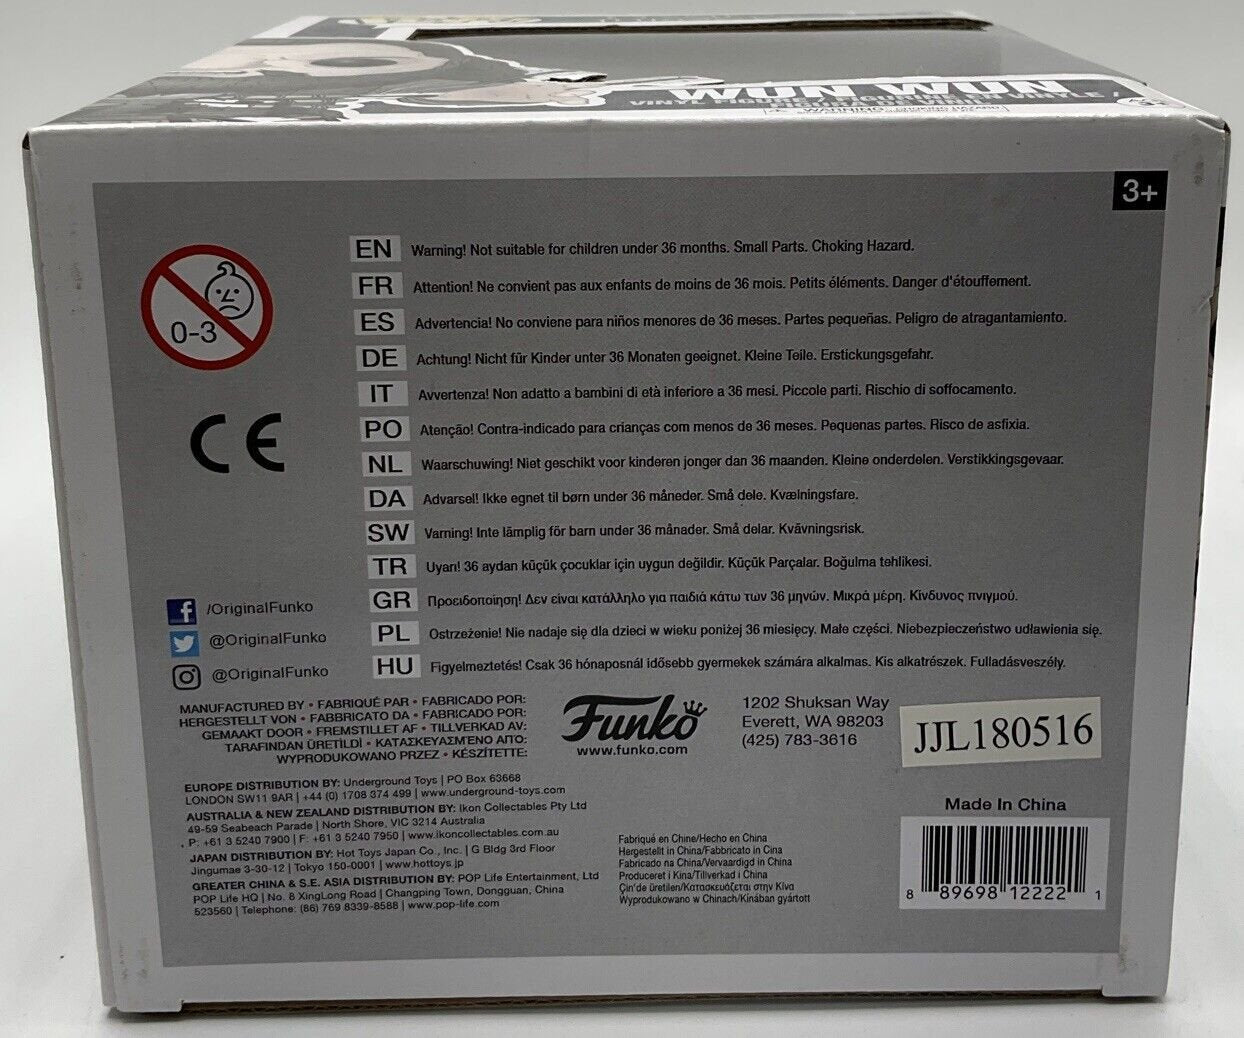 WUN WUN
3+
0-3
CE
EN Warning! Not suitable for children under 36 months. Small Parts. Choking Hazard.
FR Attention! Ne convient pas aux enfants de moins de 36 mois. Petits éléments. Danger d'étouffement.
ES Advertencia! No conviene para niños menores de 36 meses. Partes pequeñas. Peligro de atragantamiento.
DE Achtung! Nicht für Kinder unter 36 Monaten geeignet. Kleine Teile. Erstickungsgefahr.
IT Avvertenza! Non adatto a bambini di età inferiore a 36 mesi. Piccole parti. Rischio di soffocamento.
PO Atenção! Contra-indicado para crianças com menos de 36 meses. Pequenas partes. Risco de asfixia.
NL Waarschuwing! Niet geschikt voor kinderen jonger dan 36 maanden. Kleine onderdelen. Verstikkingsgevaar.
DA Advarsel! Ikke egnet til børn under 36 måneder. Små dele. Kvælningsfare.
SW Varning! Inte lämplig för barn under 36 månader. Små delar. Kvävningsrisk.
TR Uyarı! 36 aydan küçük çocuklar için uygun değildir. Küçük Parçalar. Boğulma tehlikesi.
GR Προειδοποίηση! Δεν είναι κατάλληλο για παιδιά κάτω των 36 μηνών. Μικρά μέρη. Κίνδυνος πνιγμού.
PL Ostrzeżenie! Nie nadaje się dla dzieci w wieku poniżej 36 miesięcy. Małe części. Niebezpieczeństwo udławienia się.
HU Figyelmeztetés! Csak 36 hónaposnál idősebb gyermekek számára alkalmas. Kis alkatrészek. Fulladásveszély.
/OriginalFunko
@OriginalFunko
@OriginalFunko
MANUFACTURED BY • FABRIQUÉ PAR • FABRICADO POR:
HERGESTELLT VON • FABBRICATO DA • FABRICADO POR:
GEMAAKT DOOR • FREMSTILLET AF • TILLVERKAD AV:
TARAFINDAN ÜRETİLDİ • ΚΑΤΑΣΚΕΥΑΣΜΈΝΟ ΑΠΌ:
WYPRODUKOWANO PRZEZ • KÉSZÍTETTE:
Funko
www.funko.com
1202 Shuksan Way
Everett, WA 98203
(425) 783-3616
JJL180516
EUROPE DISTRIBUTION BY: Underground Toys | PO Box 63668
LONDON SW11 9AR | +44 (0) 1708 374 499 | www.underground-toys.com
AUSTRALIA & NEW ZEALAND DISTRIBUTION BY: Ikon Collectables Pty Ltd
49-59 Seabeach Parade | North Shore, VIC 3214 Australia
P: +61 3 5240 7900 | F: +61 3 5240 7950 | www.ikoncollectables.com.au
JAPAN DISTRIBUTION BY: Hot Toys Japan Co., Inc. | G Bldg 3rd Floor
Jingumae 3-30-12 | Tokyo 150-0001 | www.hottoys.jp
GREATER CHINA & S.E. ASIA DISTRIBUTION BY: POP Life Entertainment, Ltd
POP Life HQ | No. 8 XingLong Road | Changping Town, Dongguan, China
523560 | Telephone: (86) 769 8339-8588 | www.pop-life.com
Fabriqué en Chine/Hecho en China
Hergestellt in China/Fabbricato in Cina
Fabricado na China/Vervaardigd in China
Produceret i Kina/Tillverkad i China
Çin'de üretilen/Κατασκευάζεται στην Κίνα
Wyprodukowano w Chinach/Kínában gyártott
Made In China
8 89698 12222 1